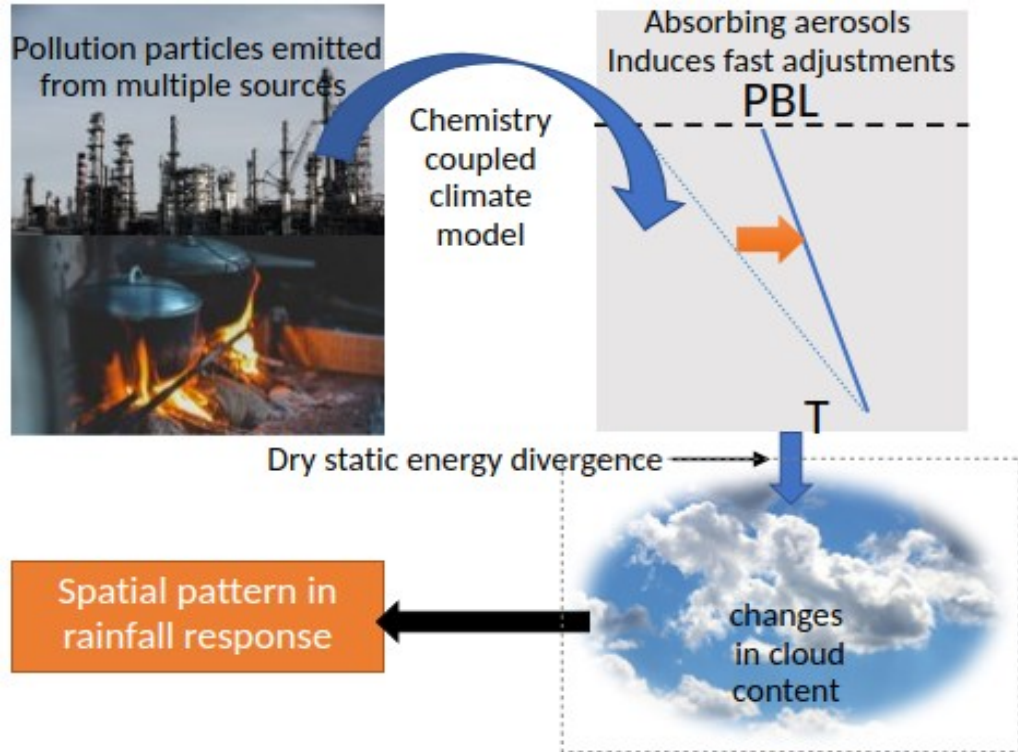 Pollution particles emitted
from multiple sources
Chemistry
coupled
climate
model
Absorbing aerosols
Induces fast adjustments
PBL
T
Dry static energy divergence
changes
in cloud
content
Spatial pattern in
rainfall response